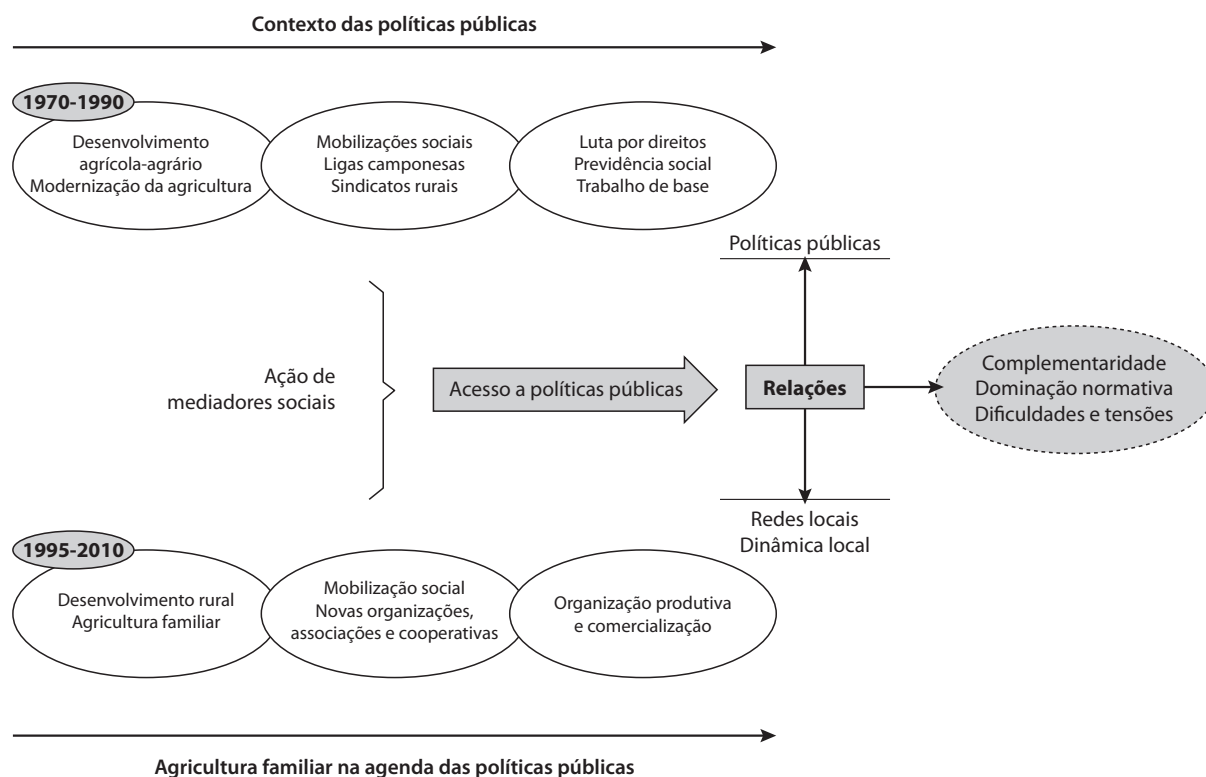 Contexto das políticas públicas
1970-1990
Desenvolvimento
agrícola-agrário
Modernização da agricultura
Mobilizações sociais
Ligas camponesas
Sindicatos rurais
Luta por direitos
Previdência social
Trabalho de base
Políticas públicas
Ação de
mediadores sociais
Acesso a políticas públicas
Relações
Complementaridade
Dominação normativa
Dificuldades e tensões
Redes locais
Dinâmica local
1995-2010
Desenvolvimento rural
Agricultura familiar
Mobilização social
Novas organizações,
associações e cooperativas
Organização produtiva
e comercialização
Agricultura familiar na agenda das políticas públicas